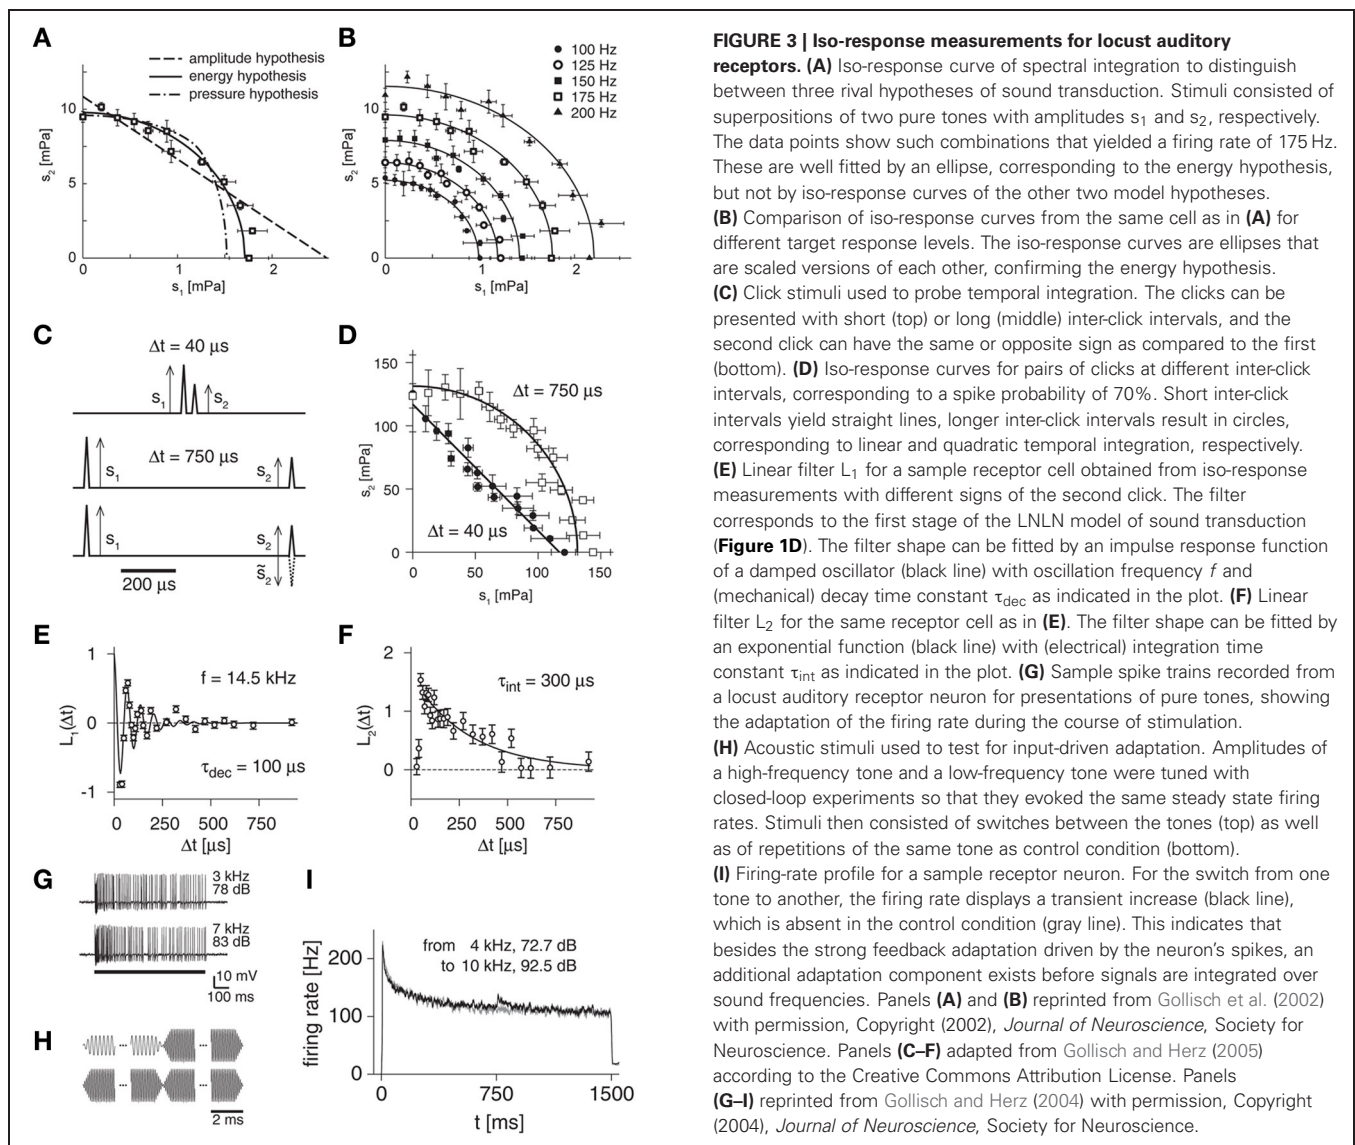 A
amplitude hypothesis
energy hypothesis
pressure hypothesis
10
5
0
s2 [mPa]
0
1
2
s1 [mPa]
B
100 Hz
125 Hz
150 Hz
175 Hz
200 Hz
10
5
0
s2 [mPa]
0
1
2
s1 [mPa]
C
Δt = 40 µs
s1
s2
Δt = 750 µs
s1
s2
s1
s2
s̃2
200 µs
D
150
100
50
0
s2 [mPa]
Δt = 750 µs
Δt = 40 µs
0
50
100
150
s1 [mPa]
E
1
0
-1
L1(Δt)
f = 14.5 kHz
τdec = 100 µs
0
250
500
750
Δt [µs]
F
2
1
0
L2(Δt)
τint = 300 µs
0
250
500
750
Δt [µs]
G
3 kHz
78 dB
7 kHz
83 dB
10 mV
100 ms
H
2 ms
I
200
100
0
firing rate [Hz]
from 4 kHz, 72.7 dB
to 10 kHz, 92.5 dB
0
750
1500
t [ms]
FIGURE 3 | Iso-response measurements for locust auditory
receptors. (A) Iso-response curve of spectral integration to distinguish
between three rival hypotheses of sound transduction. Stimuli consisted of
superpositions of two pure tones with amplitudes s1 and s2, respectively.
The data points show such combinations that yielded a firing rate of 175 Hz.
These are well fitted by an ellipse, corresponding to the energy hypothesis,
but not by iso-response curves of the other two model hypotheses.
(B) Comparison of iso-response curves from the same cell as in (A) for
different target response levels. The iso-response curves are ellipses that
are scaled versions of each other, confirming the energy hypothesis.
(C) Click stimuli used to probe temporal integration. The clicks can be
presented with short (top) or long (middle) inter-click intervals, and the
second click can have the same or opposite sign as compared to the first
(bottom). (D) Iso-response curves for pairs of clicks at different inter-click
intervals, corresponding to a spike probability of 70%. Short inter-click
intervals yield straight lines, longer inter-click intervals result in circles,
corresponding to linear and quadratic temporal integration, respectively.
(E) Linear filter L1 for a sample receptor cell obtained from iso-response
measurements with different signs of the second click. The filter
corresponds to the first stage of the LNLN model of sound transduction
(Figure 1D). The filter shape can be fitted by an impulse response function
of a damped oscillator (black line) with oscillation frequency f and
(mechanical) decay time constant τdec as indicated in the plot. (F) Linear
filter L2 for the same receptor cell as in (E). The filter shape can be fitted by
an exponential function (black line) with (electrical) integration time
constant τint as indicated in the plot. (G) Sample spike trains recorded from
a locust auditory receptor neuron for presentations of pure tones, showing
the adaptation of the firing rate during the course of stimulation.
(H) Acoustic stimuli used to test for input-driven adaptation. Amplitudes of
a high-frequency tone and a low-frequency tone were tuned with
closed-loop experiments so that they evoked the same steady state firing
rates. Stimuli then consisted of switches between the tones (top) as well
as of repetitions of the same tone as control condition (bottom).
(I) Firing-rate profile for a sample receptor neuron. For the switch from one
tone to another, the firing rate displays a transient increase (black line),
which is absent in the control condition (gray line). This indicates that
besides the strong feedback adaptation driven by the neuron's spikes, an
additional adaptation component exists before signals are integrated over
sound frequencies. Panels (A) and (B) reprinted from Gollisch et al. (2002)
with permission, Copyright (2002), Journal of Neuroscience, Society for
Neuroscience. Panels (C–F) adapted from Gollisch and Herz (2005)
according to the Creative Commons Attribution License. Panels
(G–I) reprinted from Gollisch and Herz (2004) with permission, Copyright
(2004), Journal of Neuroscience, Society for Neuroscience.